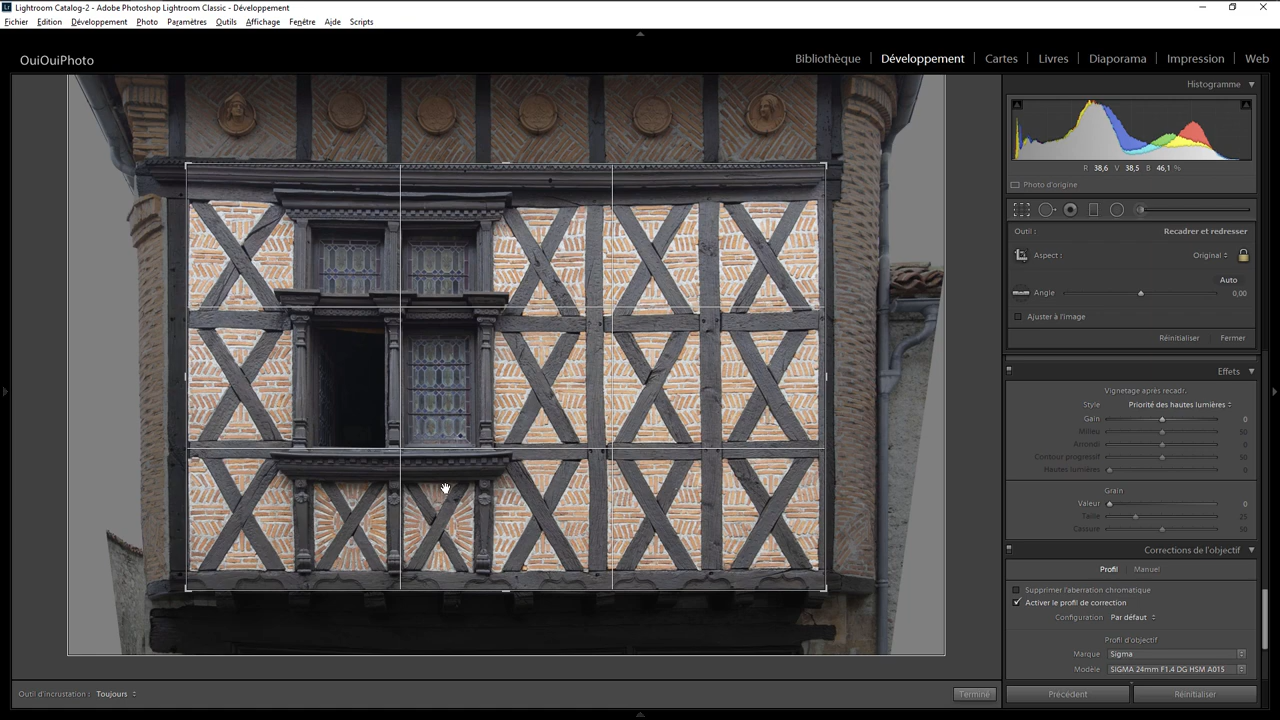 Lightroom Catalog-2 - Adobe Photoshop Lightroom Classic - Développement
Fichier Edition Développement Photo Paramètres Outils Affichage Fenêtre Aide Scripts
OuiOuiPhoto
Bibliothèque Développement Cartes Livres Diaporama Impression Web
Histogramme
R 38,6 V 38,5 B 46,1 %
Photo d'origine
Outil : Recadrer et redresser
Aspect : Original
Auto
Angle 0,00
Ajuster à l'image
Réinitialiser Fermer
Effets
Vignetage après recadr.
Style Priorité des hautes lumières
Gain 0
Milieu 50
Arrondi 0
Contour progressif 50
Hautes lumières 0
Grain
Valeur 0
Taille 25
Cassure 50
Corrections de l'objectif
Profil Manuel
Supprimer l'aberration chromatique
Activer le profil de correction
Configuration Par défaut
Profil d'objectif
Marque Sigma
Modèle SIGMA 24mm F1.4 DG HSM A015
Outil d'incrustation : Toujours
Terminé
Précédent Réinitialiser